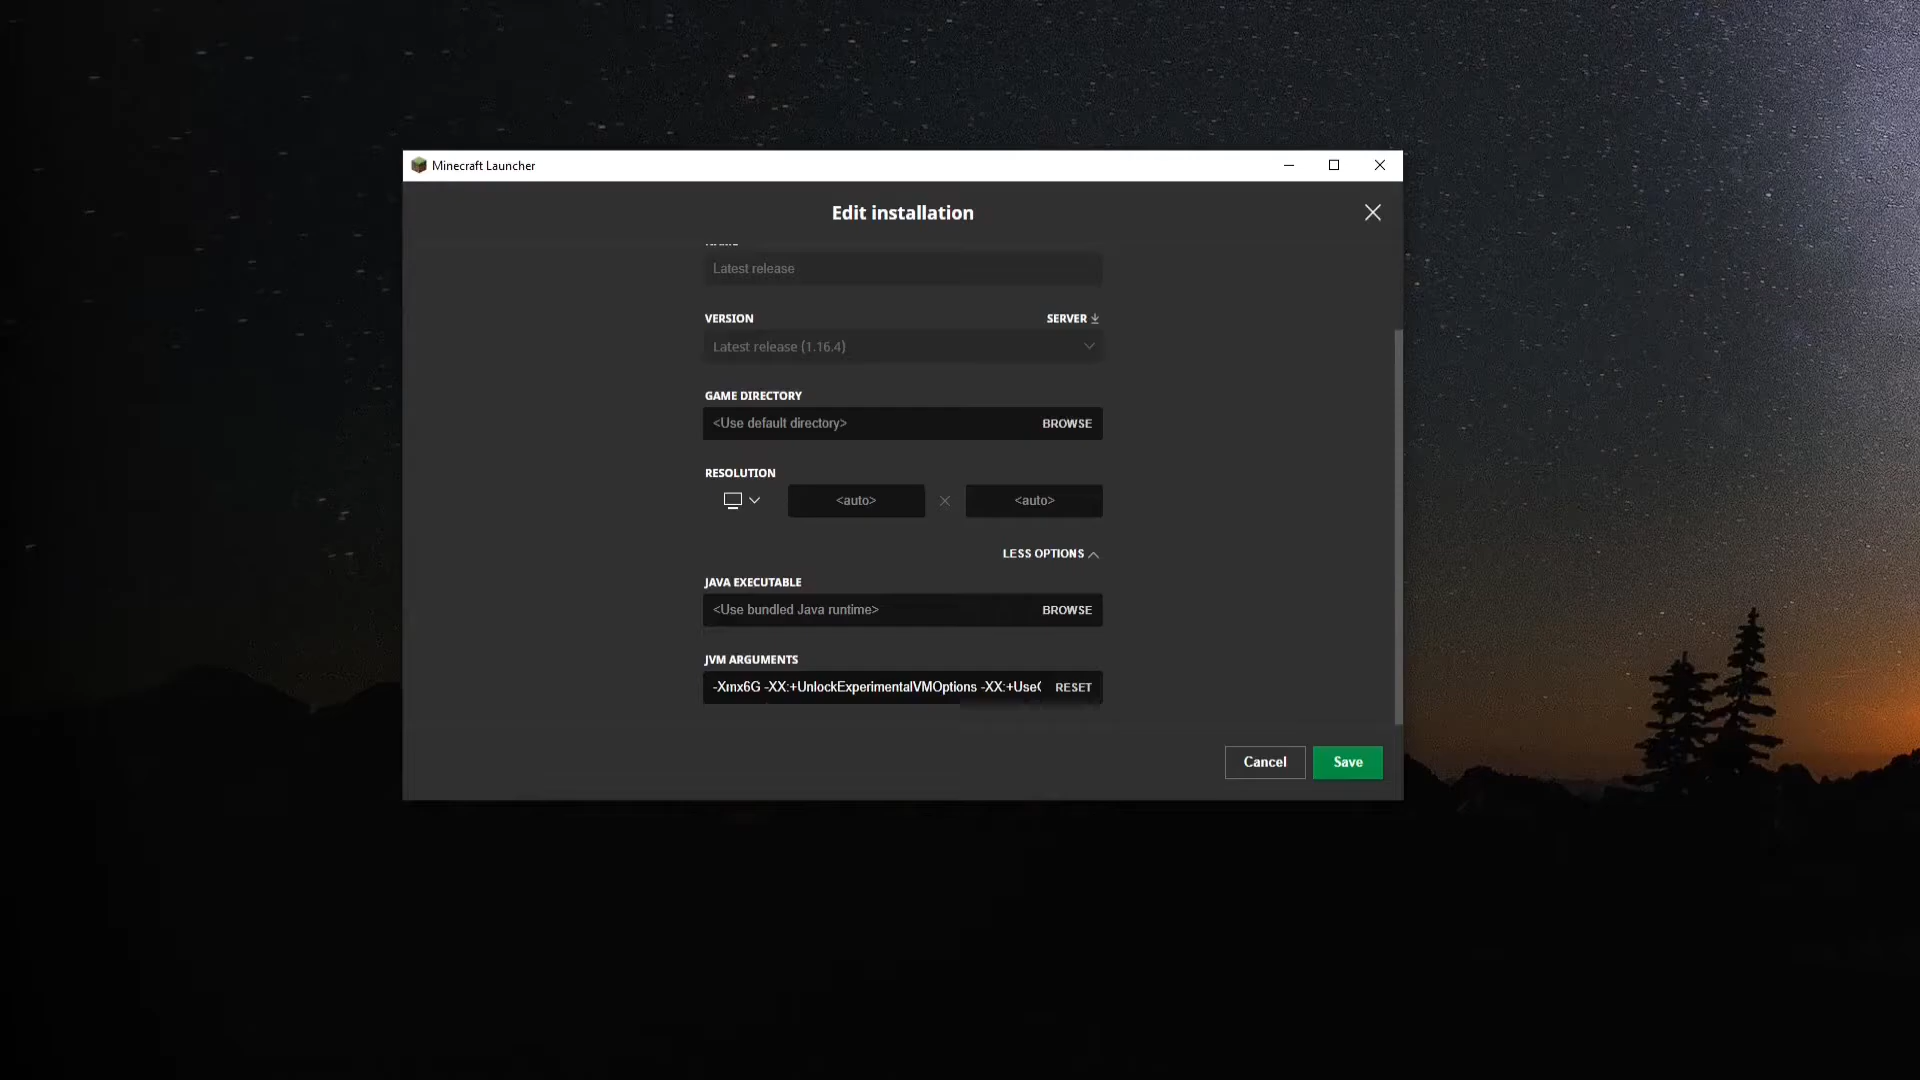 Minecraft Launcher
Edit installation
Latest release
VERSION
SERVER
Latest release (1.16.4)
GAME DIRECTORY
<Use default directory>
BROWSE
RESOLUTION
<auto>
<auto>
LESS OPTIONS
JAVA EXECUTABLE
<Use bundled Java runtime>
BROWSE
JVM ARGUMENTS
-Xmx6G -XX:+UnlockExperimentalVMOptions -XX:+Use
RESET
Cancel
Save